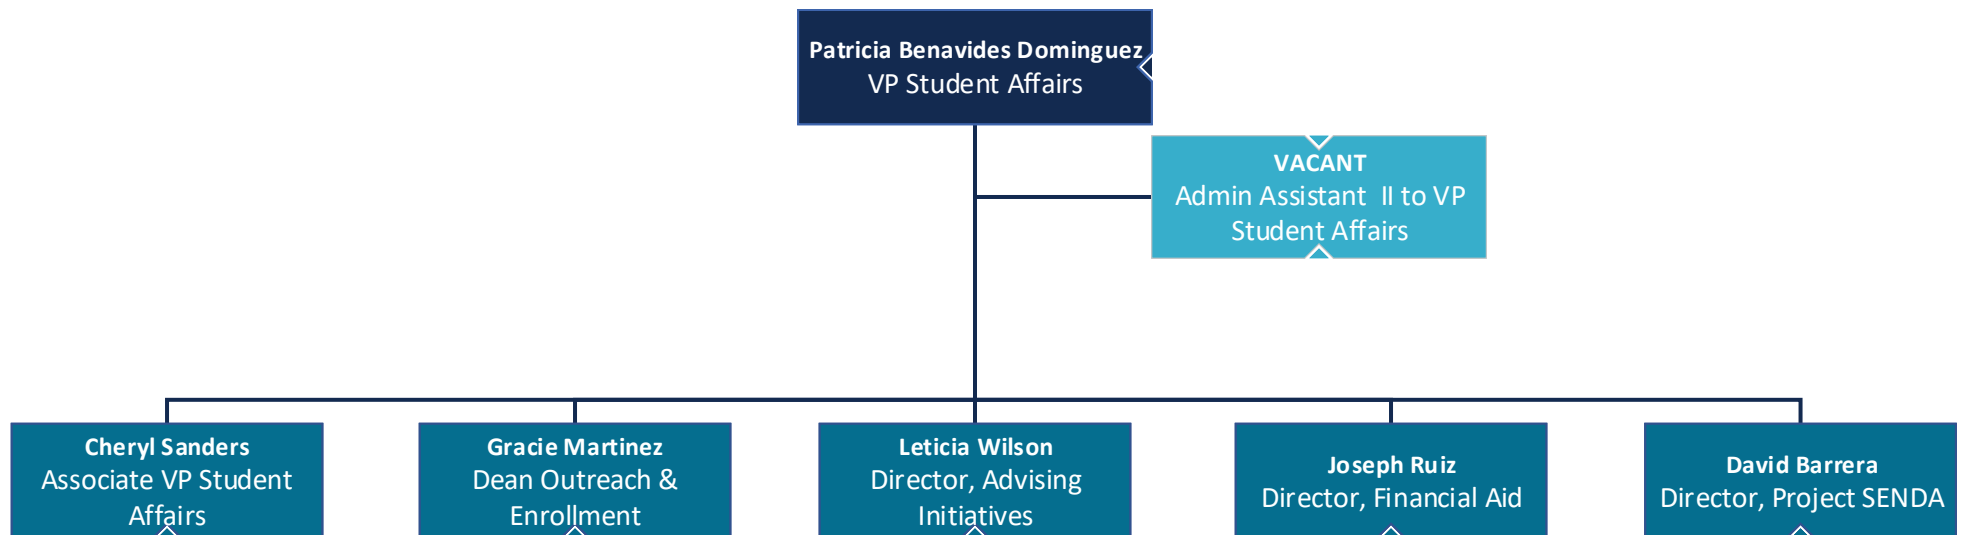 Patricia Benavides Dominguez
VP Student Affairs
VACANT
Admin Assistant  II to VP
Student Affairs
Cheryl Sanders
Associate VP Student
Affairs
Gracie Martinez
Dean Outreach &
Enrollment
Leticia Wilson
Director, Advising
Initiatives
Joseph Ruiz
Director, Financial Aid
David Barrera
Director, Project SENDA